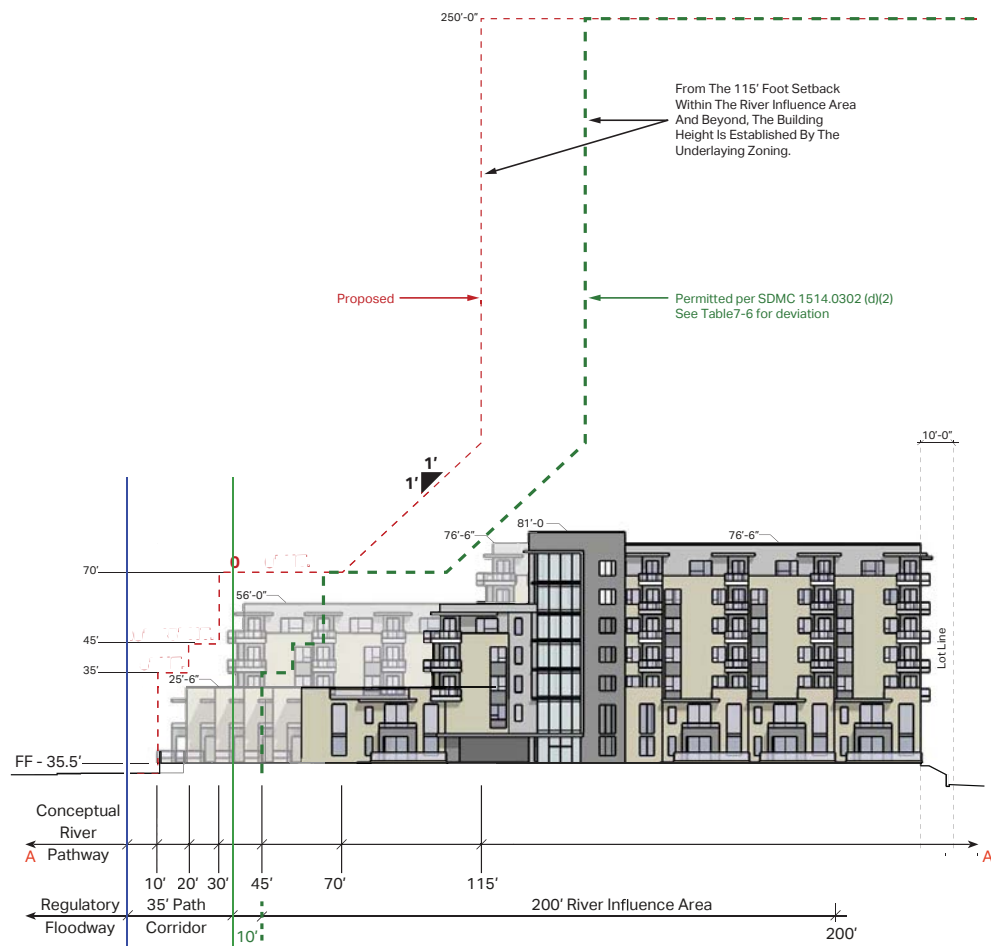 250'-0"
From The 115' Foot Setback
Within The River Influence Area
And Beyond, The Building
Height Is Established By The
Underlaying Zoning.
Proposed
Permitted per SDMC 1514.0302 (d)(2)
See Table7-6 for deviation
10'-0"
1'
1'
81'-0
76'-6"
76'-6"
0
70'
56'-0"
45'
35'
25'-6"
Lot Line
FF - 35.5'
Conceptual
River
Pathway
A
A
10'
20'
30'
45'
70'
115'
Regulatory
Floodway
35' Path
Corridor
10'
200' River Influence Area
200'